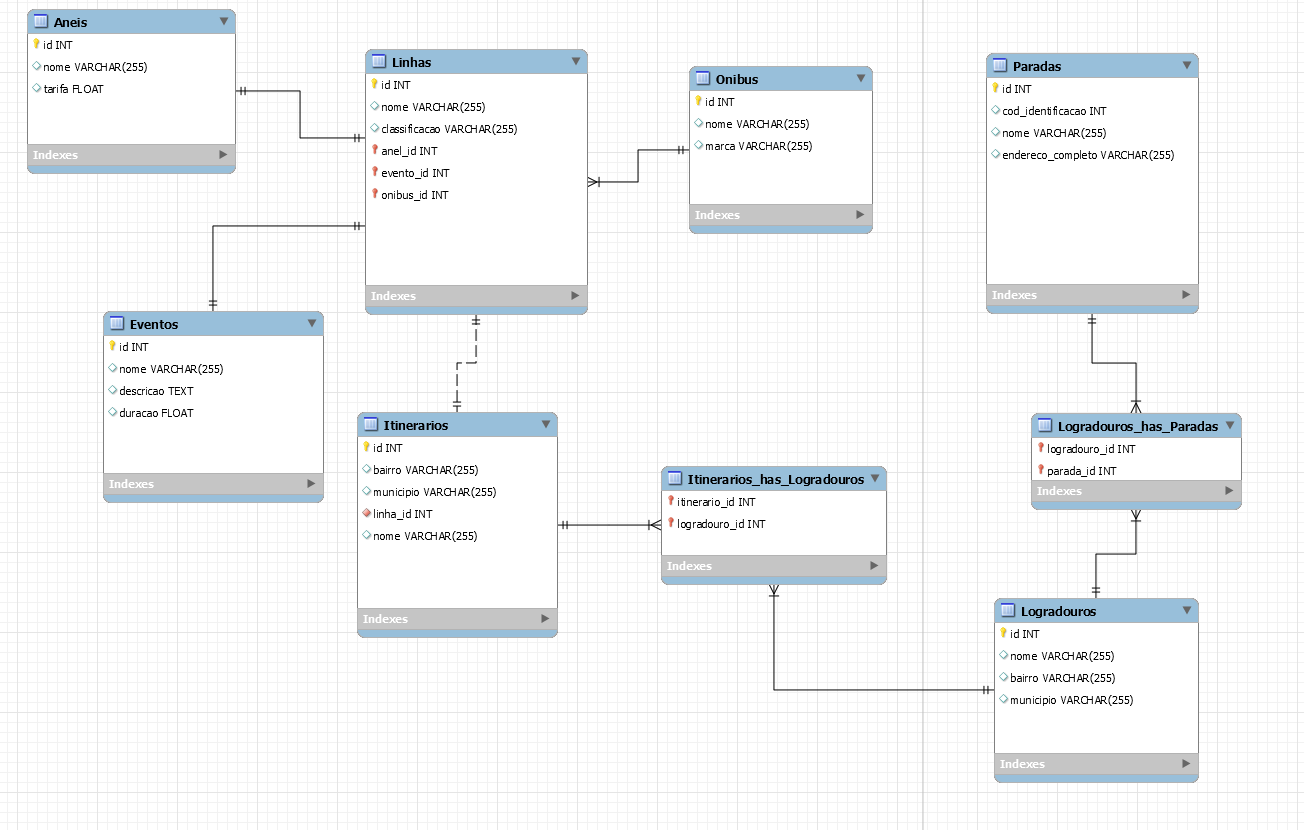 Aneis
id INT
nome VARCHAR(255)
tarifa FLOAT
Indexes
Linhas
id INT
nome VARCHAR(255)
classificacao VARCHAR(255)
anel_id INT
evento_id INT
onibus_id INT
Indexes
Onibus
id INT
nome VARCHAR(255)
marca VARCHAR(255)
Indexes
Paradas
id INT
cod_identificacao INT
nome VARCHAR(255)
endereco_completo VARCHAR(255)
Indexes
Eventos
id INT
nome VARCHAR(255)
descricao TEXT
duracao FLOAT
Indexes
Itinerarios
id INT
bairro VARCHAR(255)
municipio VARCHAR(255)
linha_id INT
nome VARCHAR(255)
Indexes
Itinerarios_has_Logradouros
itinerario_id INT
logradouro_id INT
Indexes
Logradouros_has_Paradas
logradouro_id INT
parada_id INT
Indexes
Logradouros
id INT
nome VARCHAR(255)
bairro VARCHAR(255)
municipio VARCHAR(255)
Indexes